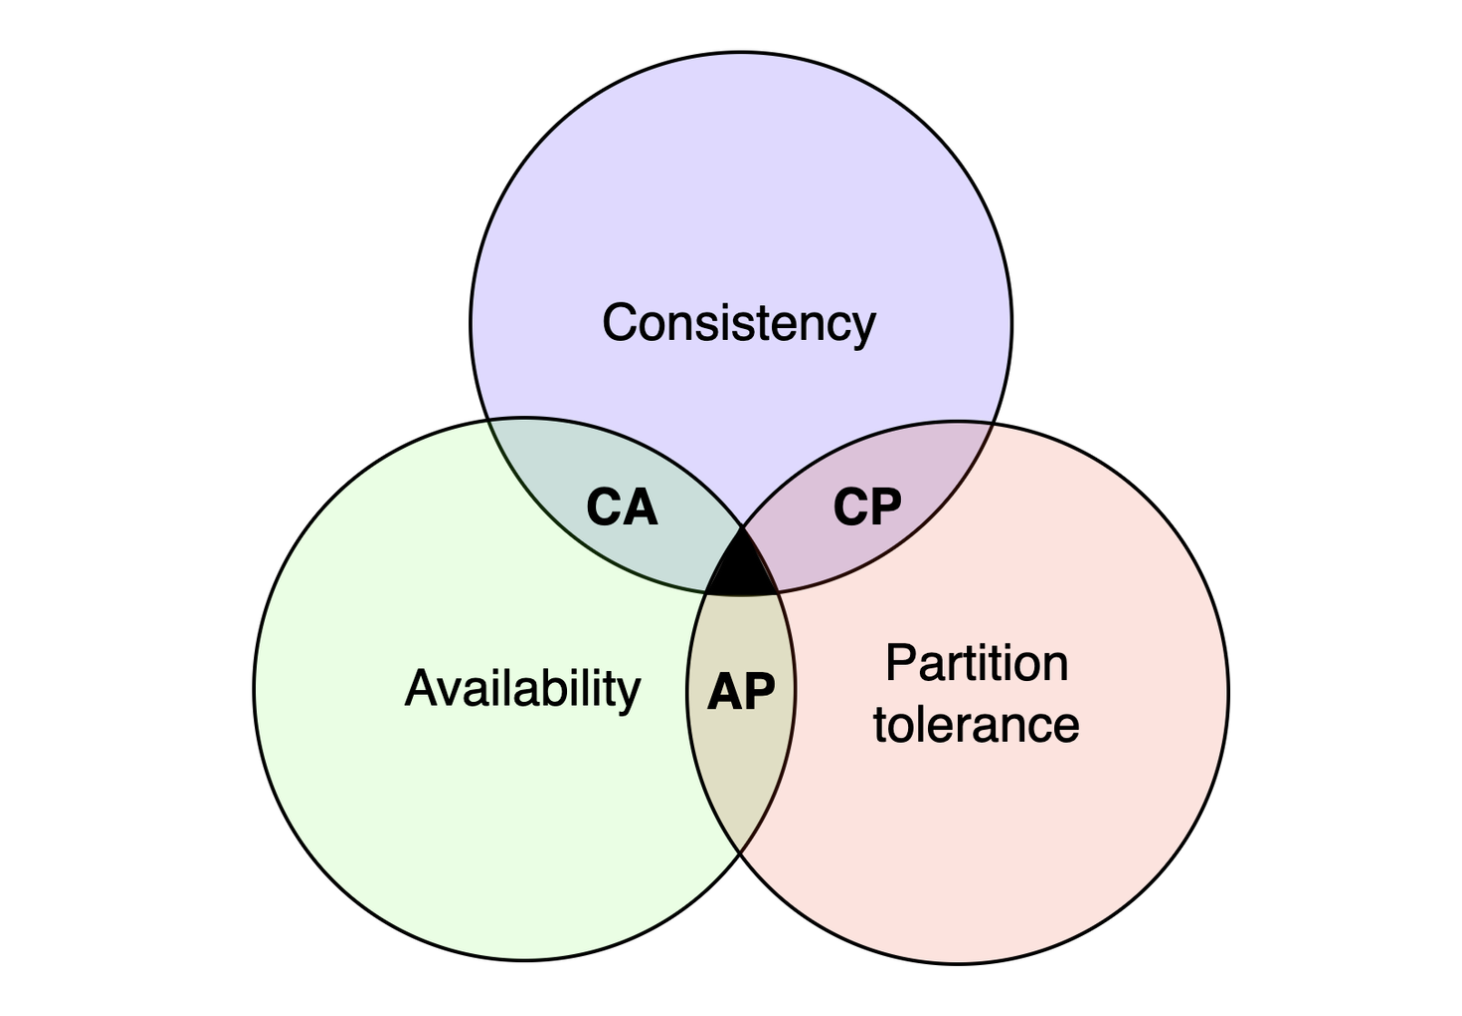 Consistency
CA
CP
Availability
AP
Partition
tolerance